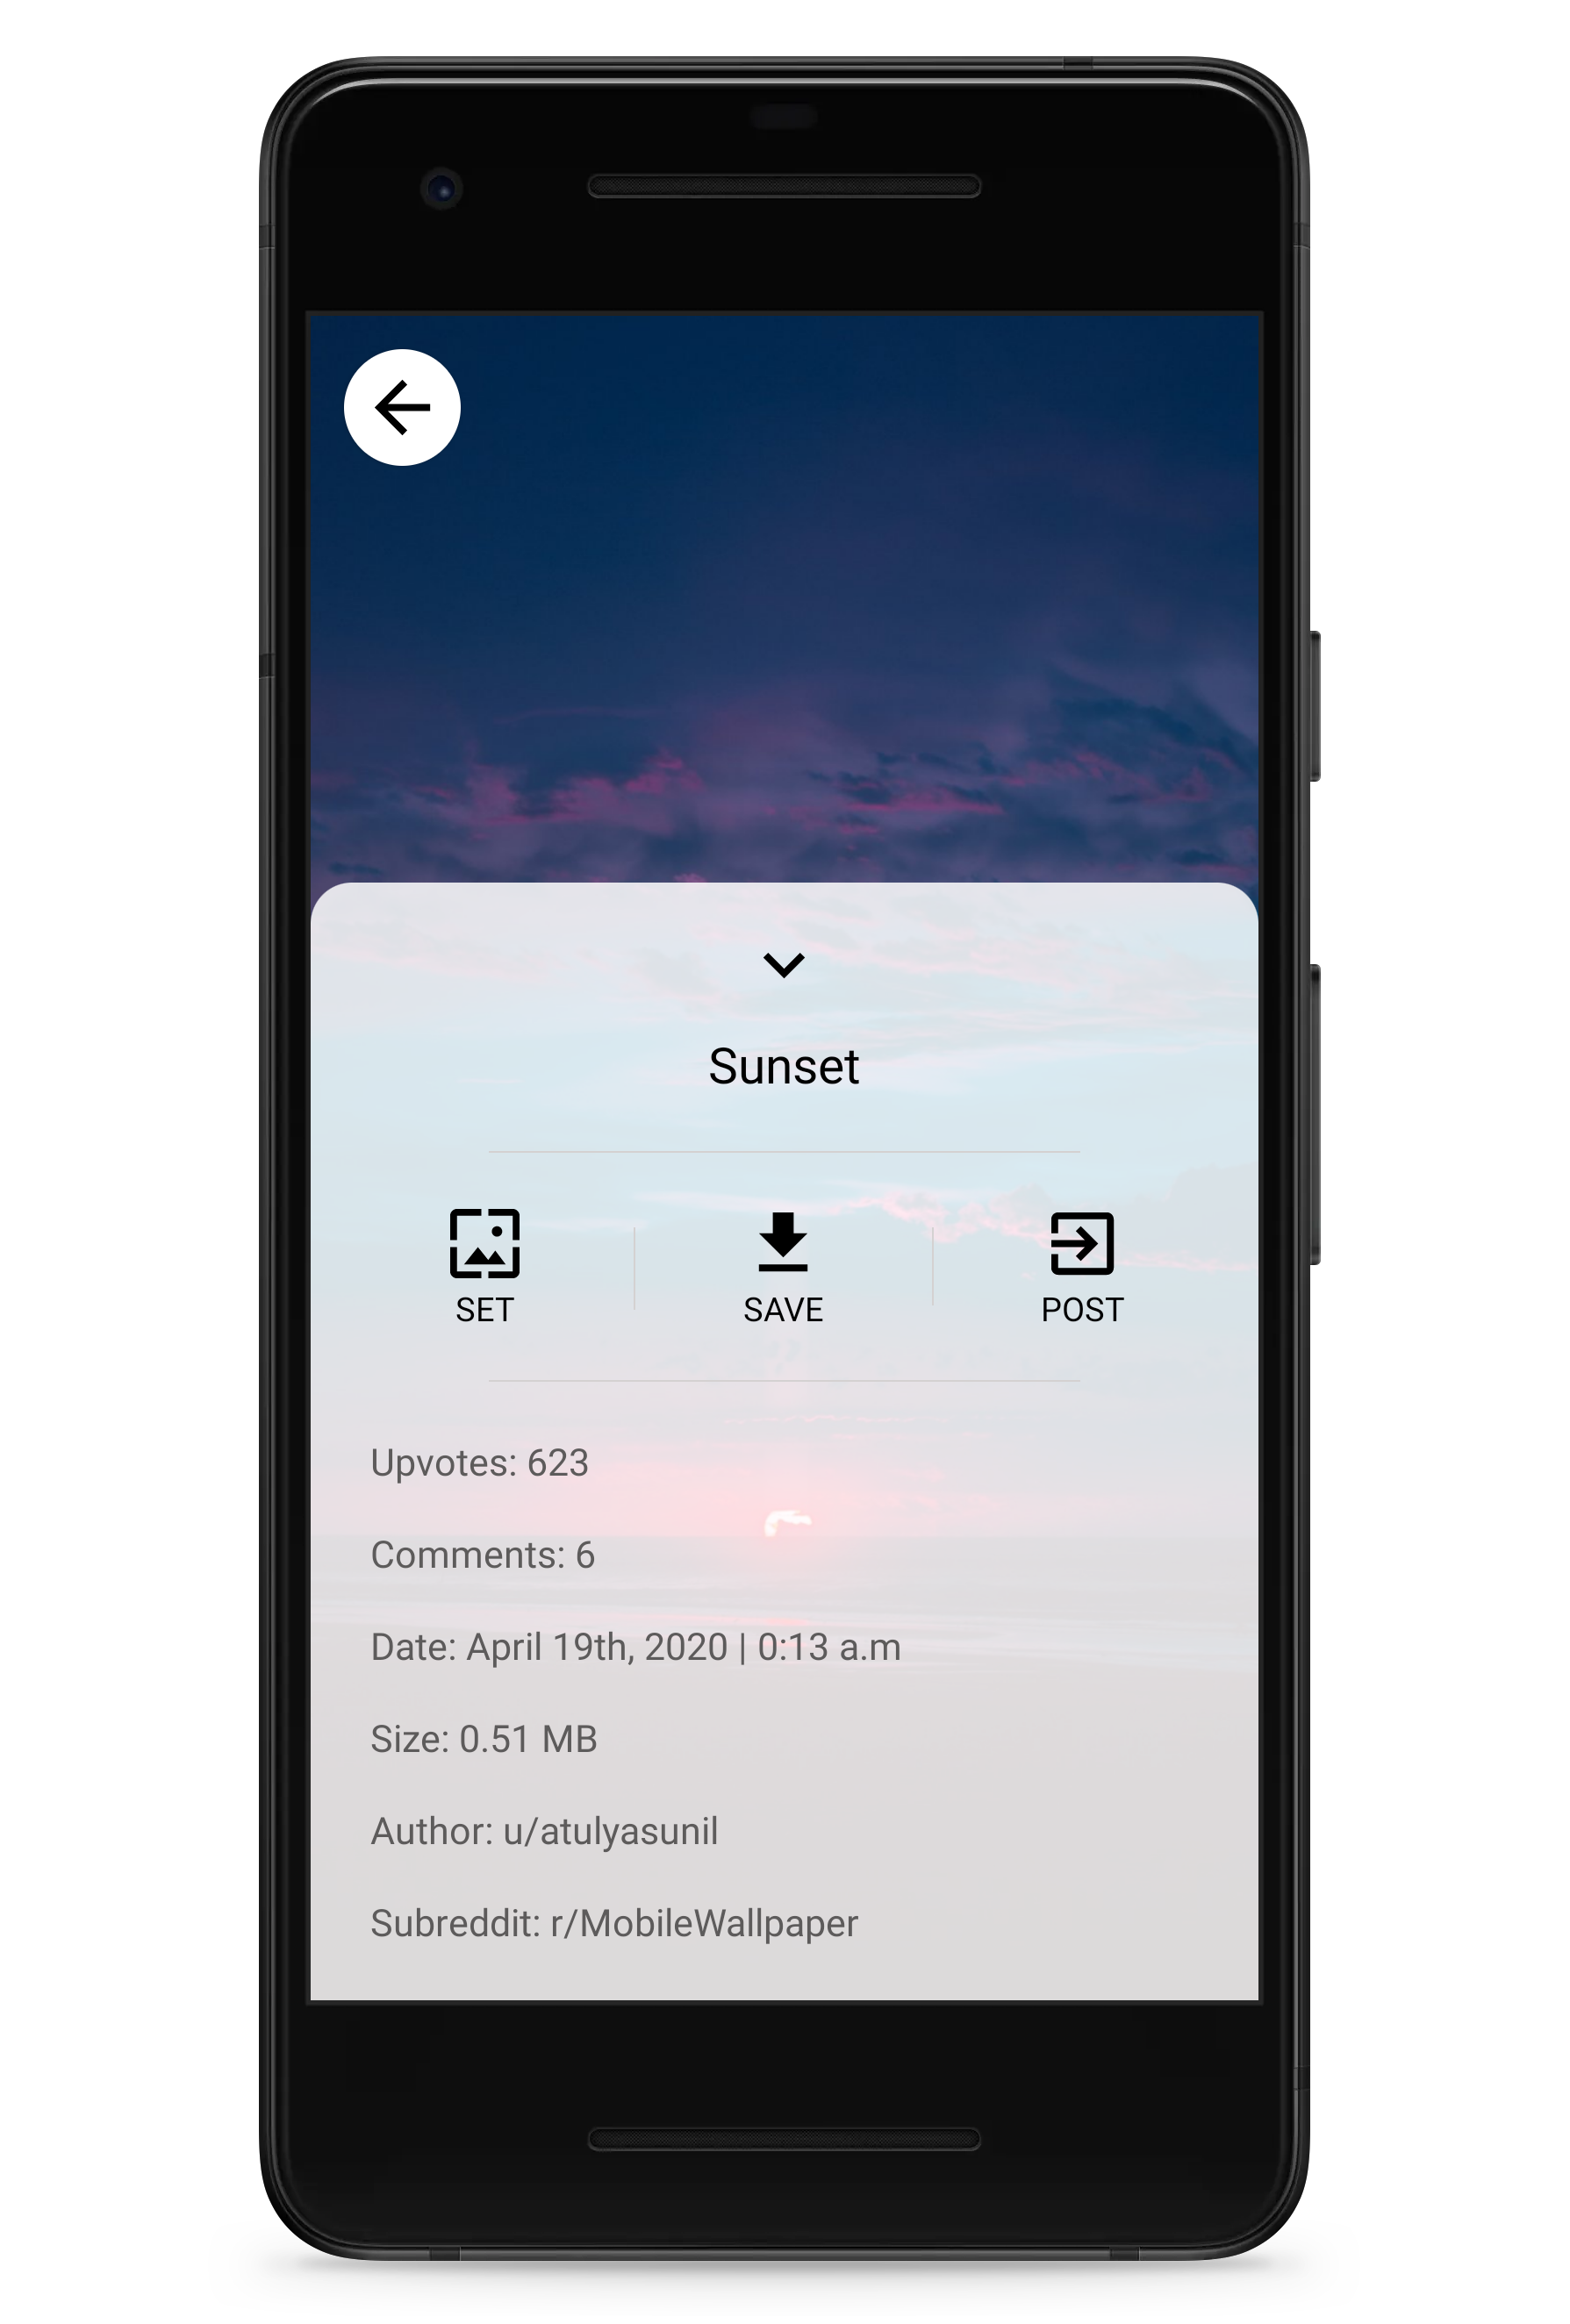 Sunset
SET
SAVE
POST
Upvotes: 623
Comments: 6
Date: April 19th, 2020 | 0:13 a.m
Size: 0.51 MB
Author: u/atulyasunil
Subreddit: r/MobileWallpaper